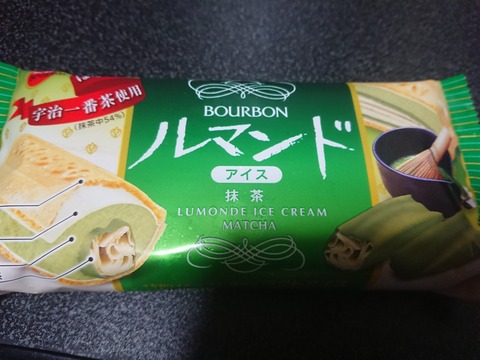 宇治一番茶使用
(抹茶中54%)
BOURBON
ルマンド
アイス
抹茶
LUMONDE ICE CREAM
MATCHA